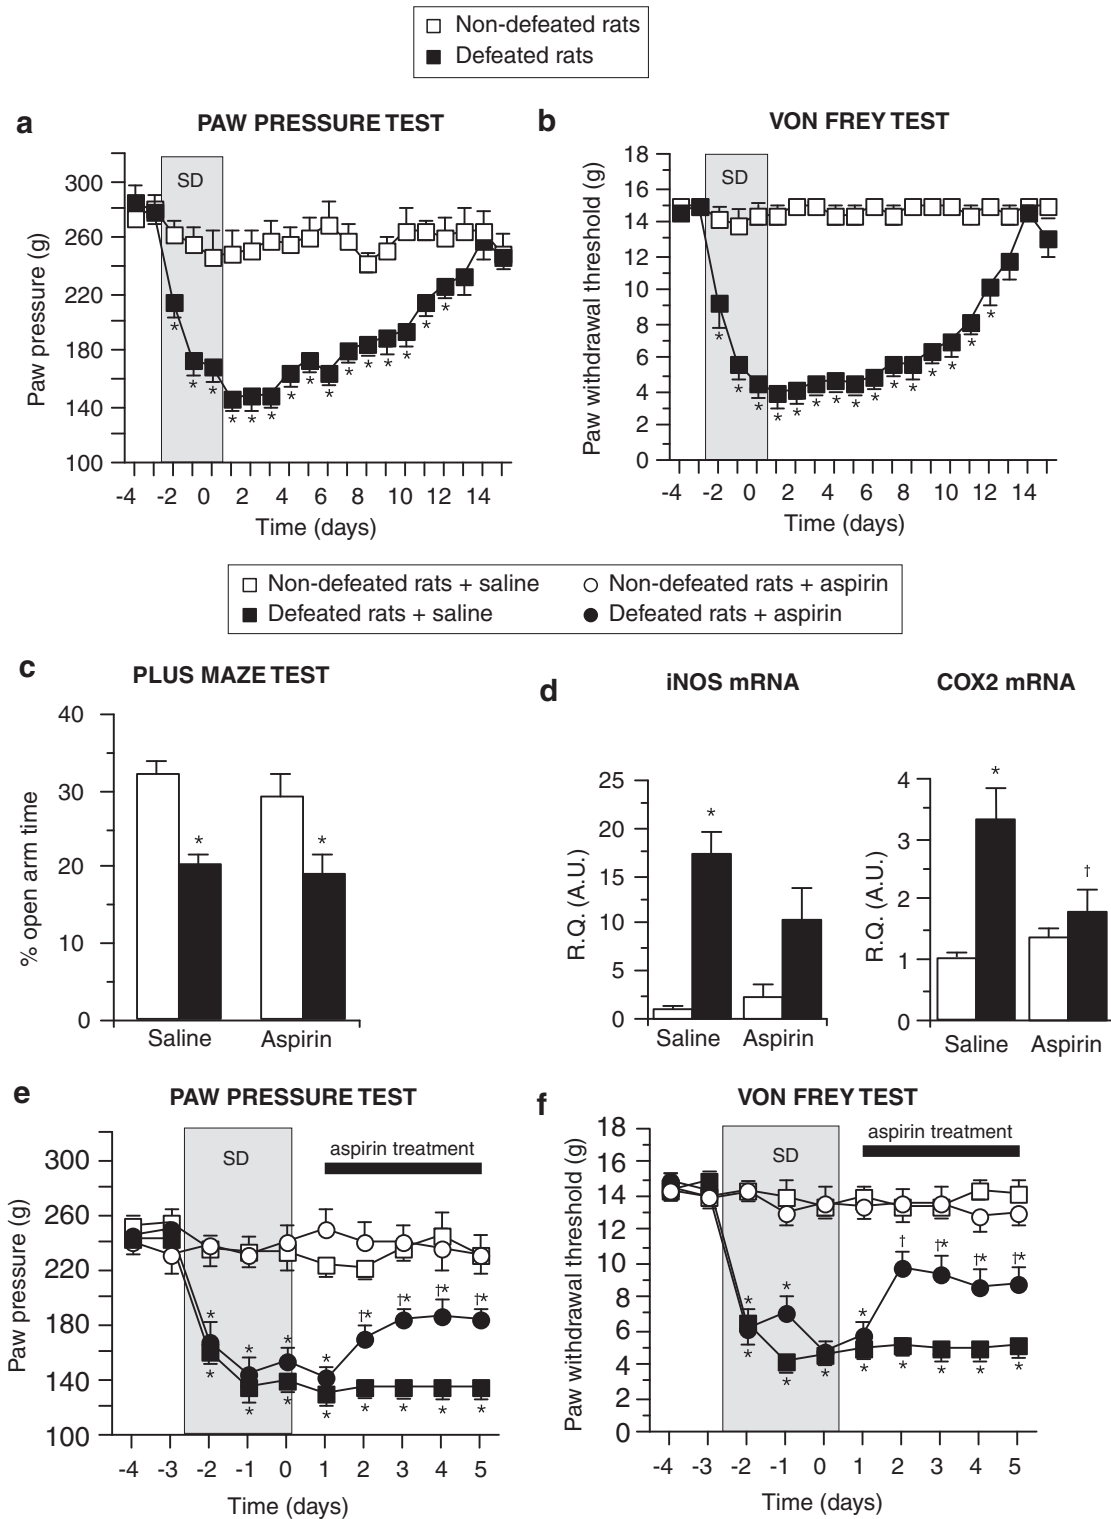 Non-defeated rats
Defeated rats
a
PAW PRESSURE TEST
Paw pressure (g)
300
260
220
180
140
100
SD
* * * * * * * * * * * * * * *
-4 -2 0 2 4 6 8 10 12 14
Time (days)
b
VON FREY TEST
Paw withdrawal threshold (g)
18
16
14
12
10
8
6
4
2
0
SD
* * * * * * * * * * * * * * *
-4 -2 0 2 4 6 8 10 12 14
Time (days)
Non-defeated rats + saline
Non-defeated rats + aspirin
Defeated rats + saline
Defeated rats + aspirin
c
PLUS MAZE TEST
% open arm time
40
30
20
10
0
* *
Saline Aspirin
d
iNOS mRNA
R.Q. (A.U.)
25
20
15
10
5
0
*
Saline Aspirin
COX2 mRNA
R.Q. (A.U.)
4
3
2
1
0
* †
Saline Aspirin
e
PAW PRESSURE TEST
Paw pressure (g)
300
260
220
180
140
100
SD
aspirin treatment
* * * * †* †* †* †*
* * * * * * * *
-4 -3 -2 -1 0 1 2 3 4 5
Time (days)
f
VON FREY TEST
Paw withdrawal threshold (g)
18
16
14
12
10
8
6
4
2
0
SD
aspirin treatment
* * * † †* †* †*
* * * * * * * *
-4 -3 -2 -1 0 1 2 3 4 5
Time (days)